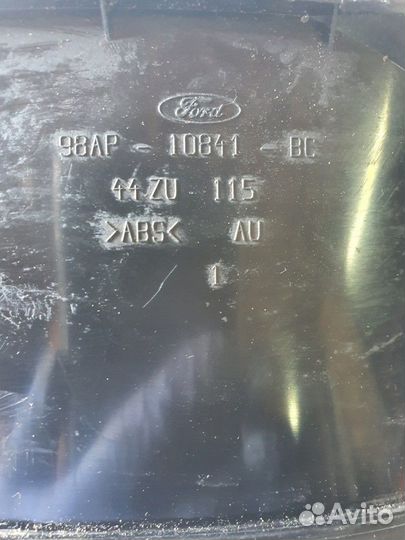 Ford
98AP - 10841 - BC
44ZU - 115
>ABS< AU
1
Avito